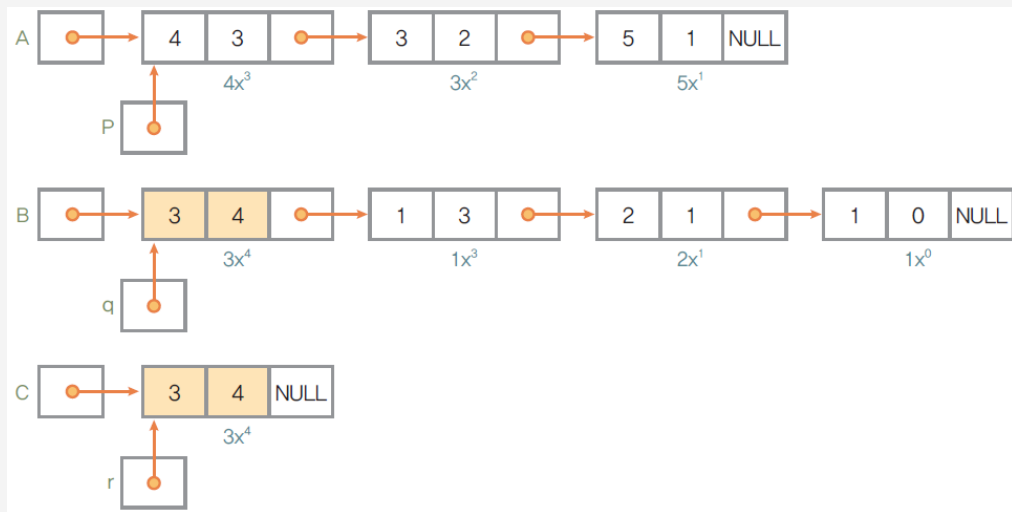 A 4 3 3 2 5 1 NULL
4x³ 3x² 5x¹
P
B 3 4 1 3 2 1 1 0 NULL
3x⁴ 1x³ 2x¹ 1x⁰
q
C 3 4 NULL
3x⁴
r